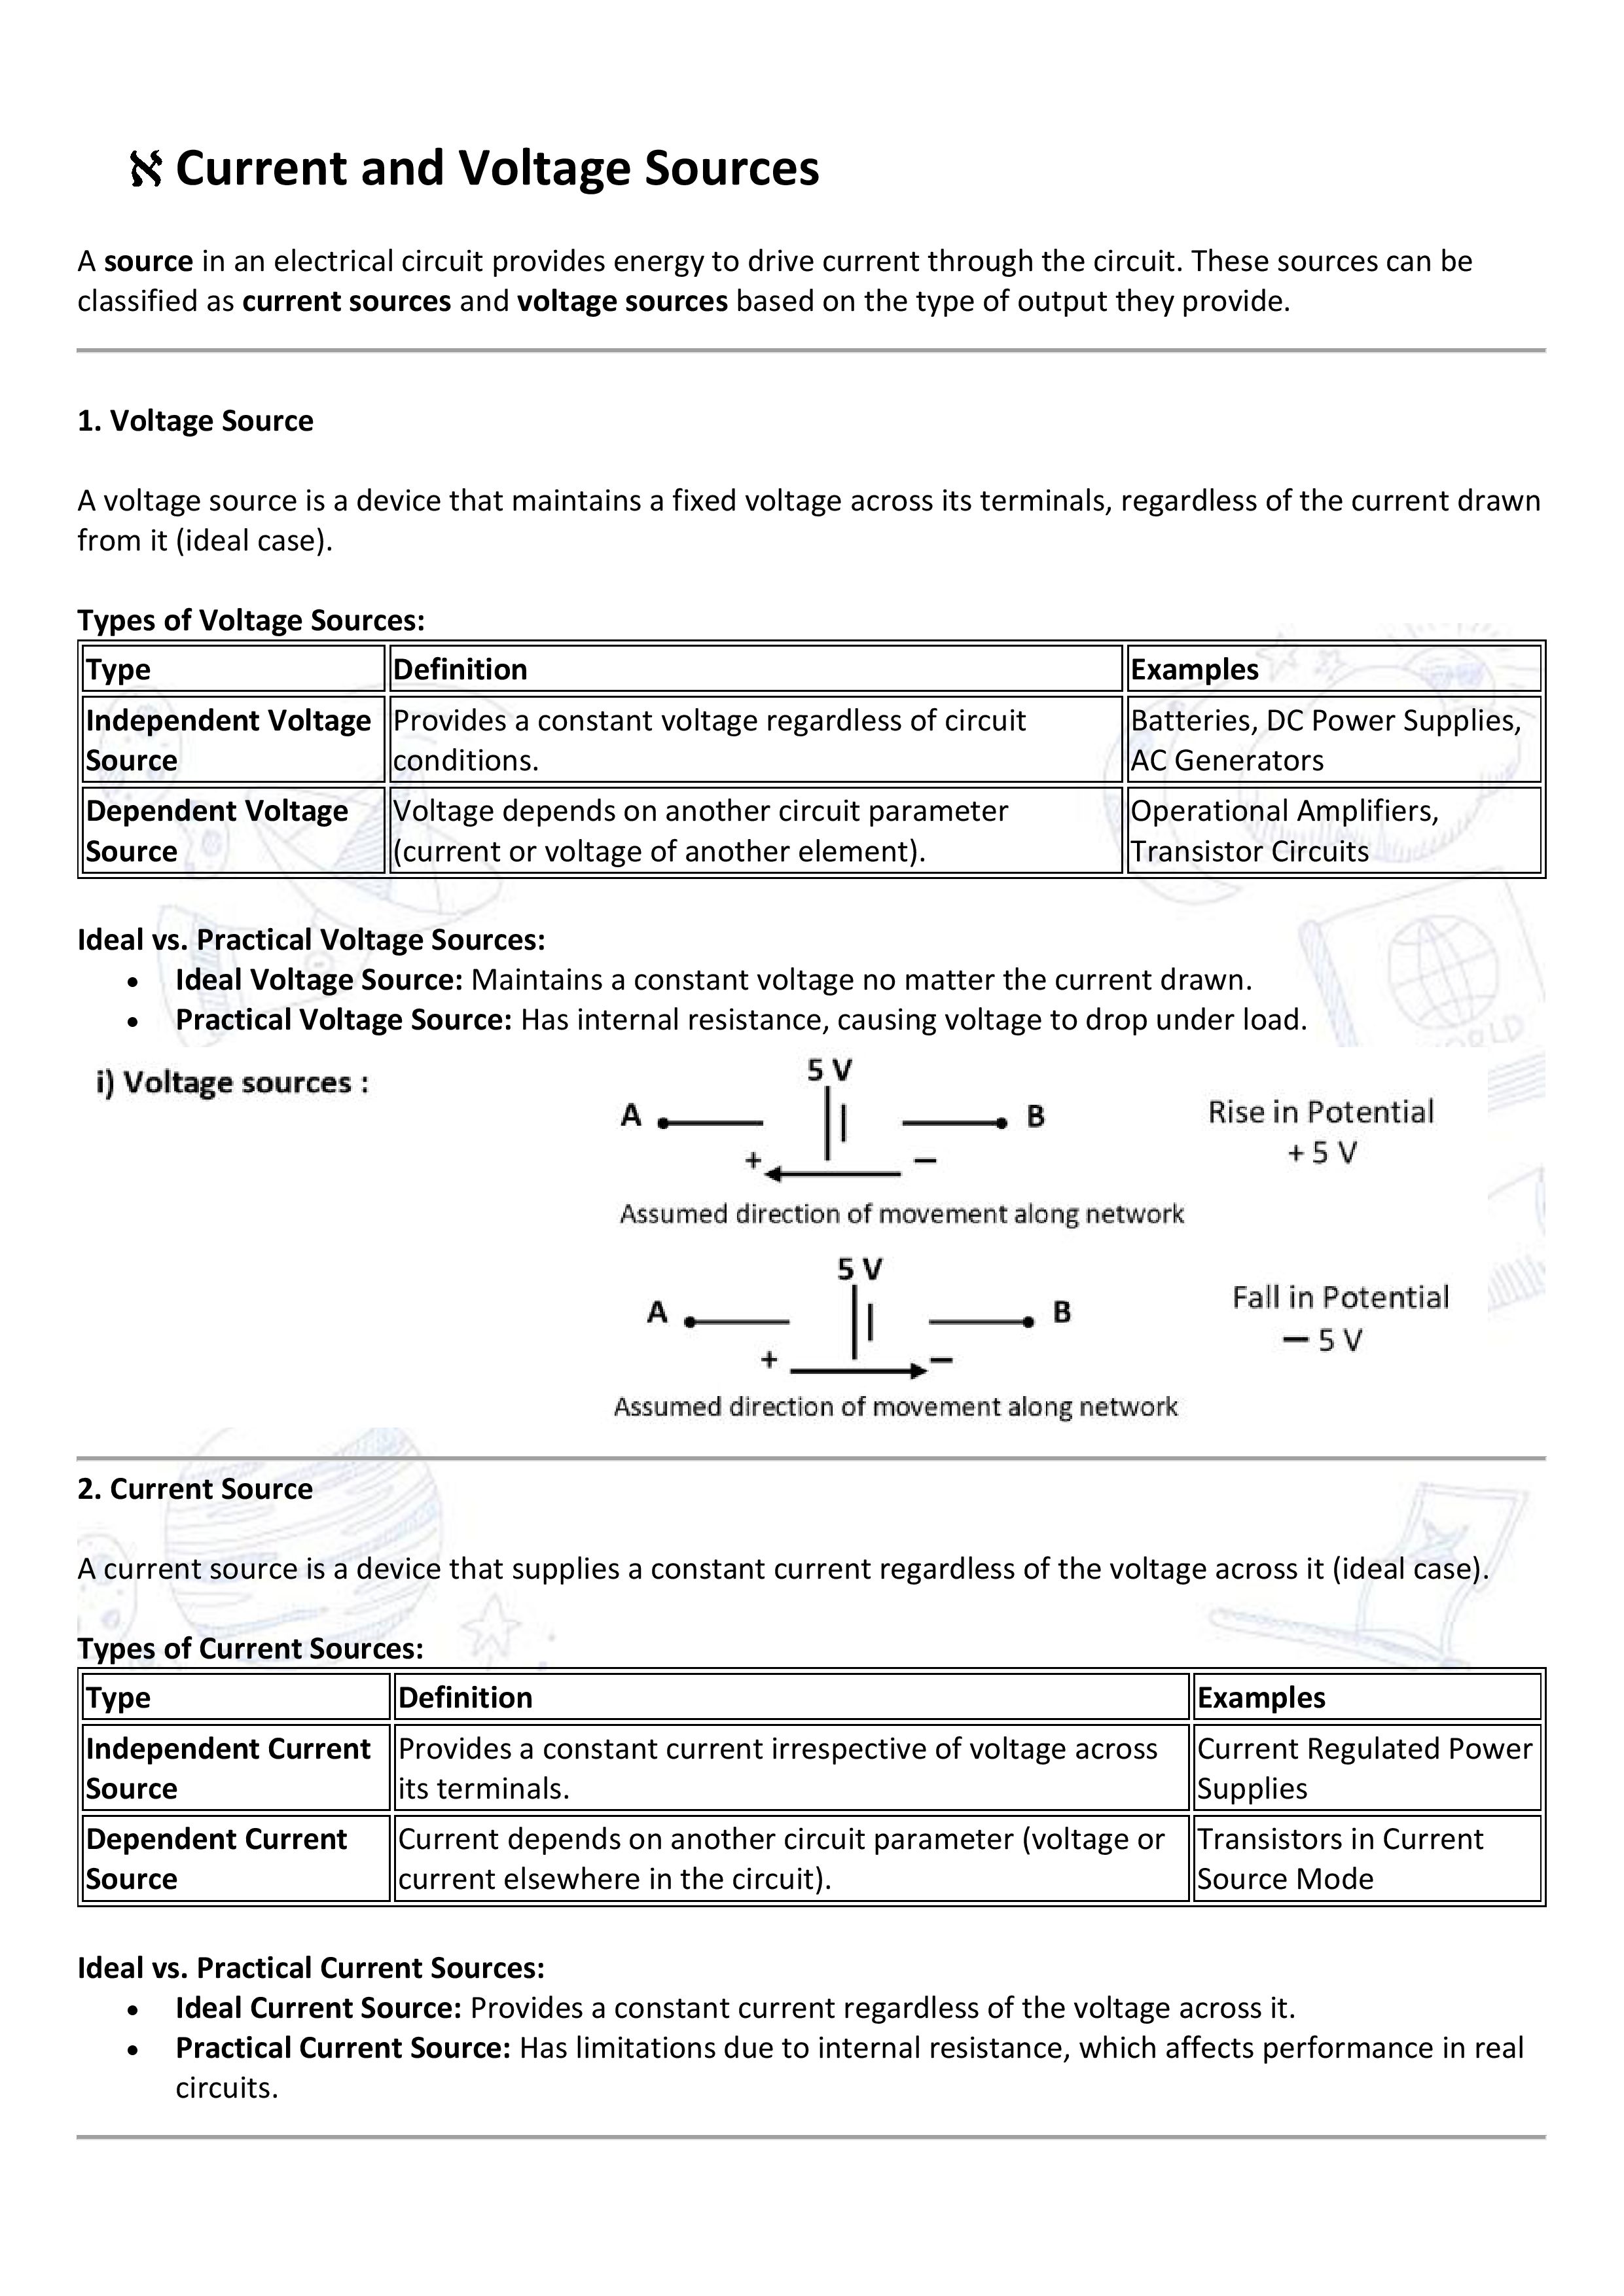 ℵ Current and Voltage Sources
A source in an electrical circuit provides energy to drive current through the circuit. These sources can be
classified as current sources and voltage sources based on the type of output they provide.
1. Voltage Source
A voltage source is a device that maintains a fixed voltage across its terminals, regardless of the current drawn
from it (ideal case).
Types of Voltage Sources:
Type Definition Examples
Independent Voltage Provides a constant voltage regardless of circuit Batteries, DC Power Supplies,
Source conditions. AC Generators
Dependent Voltage Voltage depends on another circuit parameter Operational Amplifiers,
Source (current or voltage of another element). Transistor Circuits
Ideal vs. Practical Voltage Sources:
• Ideal Voltage Source: Maintains a constant voltage no matter the current drawn.
• Practical Voltage Source: Has internal resistance, causing voltage to drop under load.
i) Voltage sources :
5 V
A B
Rise in Potential
+ 5 V
+ −
Assumed direction of movement along network
5 V
A B
Fall in Potential
− 5 V
+ −
Assumed direction of movement along network
2. Current Source
A current source is a device that supplies a constant current regardless of the voltage across it (ideal case).
Types of Current Sources:
Type Definition Examples
Independent Current Provides a constant current irrespective of voltage across Current Regulated Power
Source its terminals. Supplies
Dependent Current Current depends on another circuit parameter (voltage or Transistors in Current
Source current elsewhere in the circuit). Source Mode
Ideal vs. Practical Current Sources:
• Ideal Current Source: Provides a constant current regardless of the voltage across it.
• Practical Current Source: Has limitations due to internal resistance, which affects performance in real
circuits.